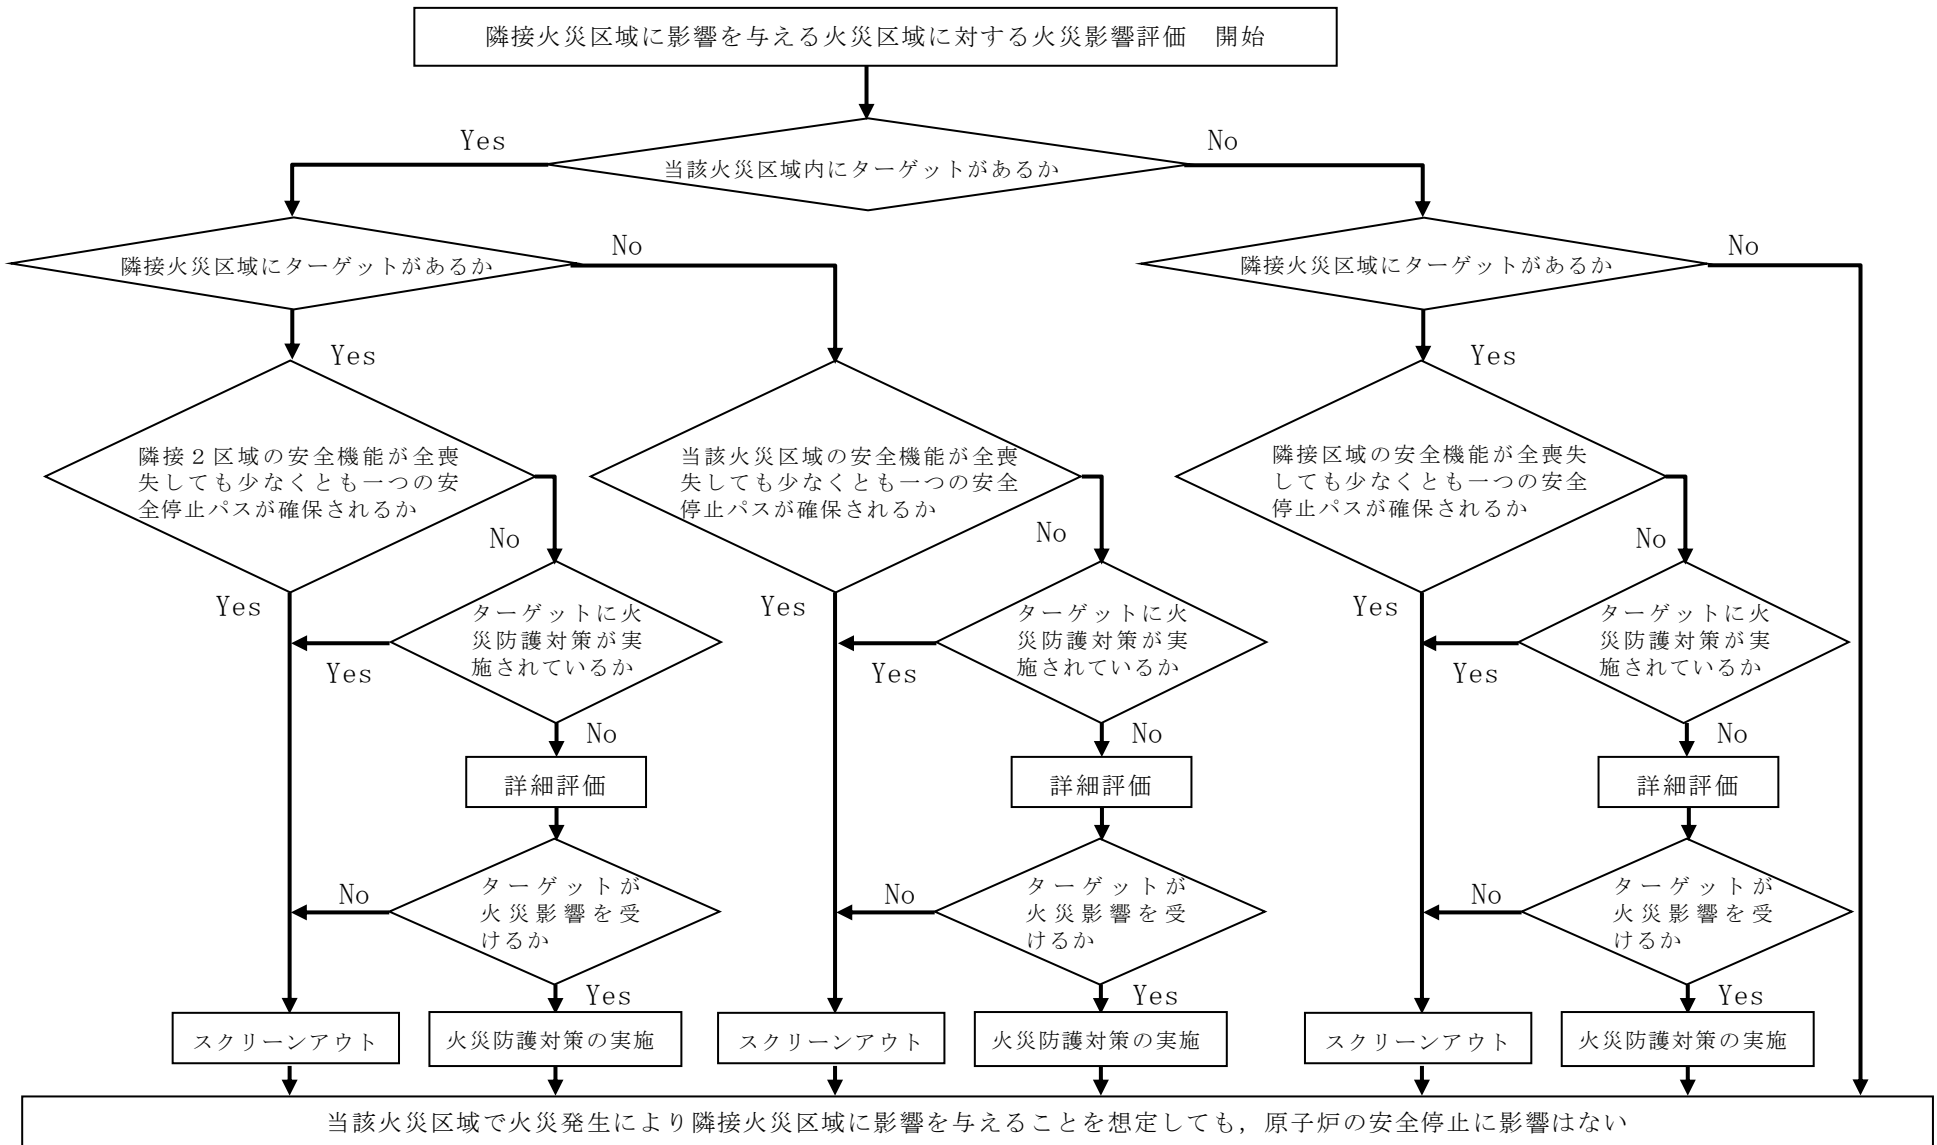 隣接火災区域に影響を与える火災区域に対する火災影響評価　開始
Yes
No
当該火災区域内にターゲットがあるか
隣接火災区域にターゲットがあるか
No
隣接火災区域にターゲットがあるか
No
Yes
Yes
隣接２区域の安全機能が全喪
失しても少なくとも一つの安
全停止パスが確保されるか
当該火災区域の安全機能が全喪
失しても少なくとも一つの安全
停止パスが確保されるか
隣接区域の安全機能が全喪失
しても少なくとも一つの安全
停止パスが確保されるか
No
No
No
Yes
Yes
Yes
ターゲットに火
災防護対策が実
施されているか
ターゲットに火
災防護対策が実
施されているか
ターゲットに火
災防護対策が実
施されているか
Yes
Yes
Yes
No
No
No
詳細評価
詳細評価
詳細評価
No
No
No
ターゲットが
火災影響を受
けるか
ターゲットが
火災影響を受
けるか
ターゲットが
火災影響を受
けるか
Yes
Yes
Yes
スクリーンアウト
火災防護対策の実施
スクリーンアウト
火災防護対策の実施
スクリーンアウト
火災防護対策の実施
当該火災区域で火災発生により隣接火災区域に影響を与えることを想定しても，原子炉の安全停止に影響はない